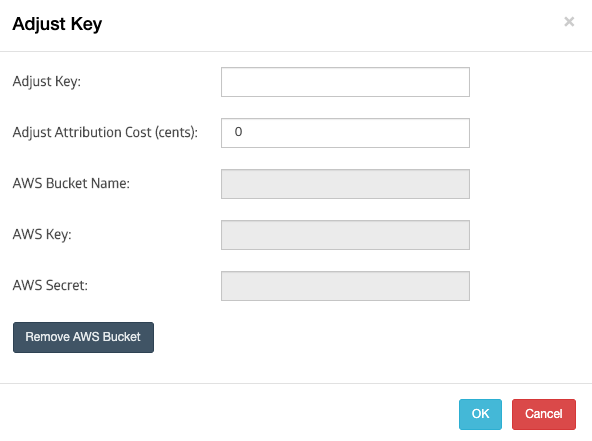 Adjust Key
×
Adjust Key:
Adjust Attribution Cost (cents):
0
AWS Bucket Name:
AWS Key:
AWS Secret:
Remove AWS Bucket
OK
Cancel